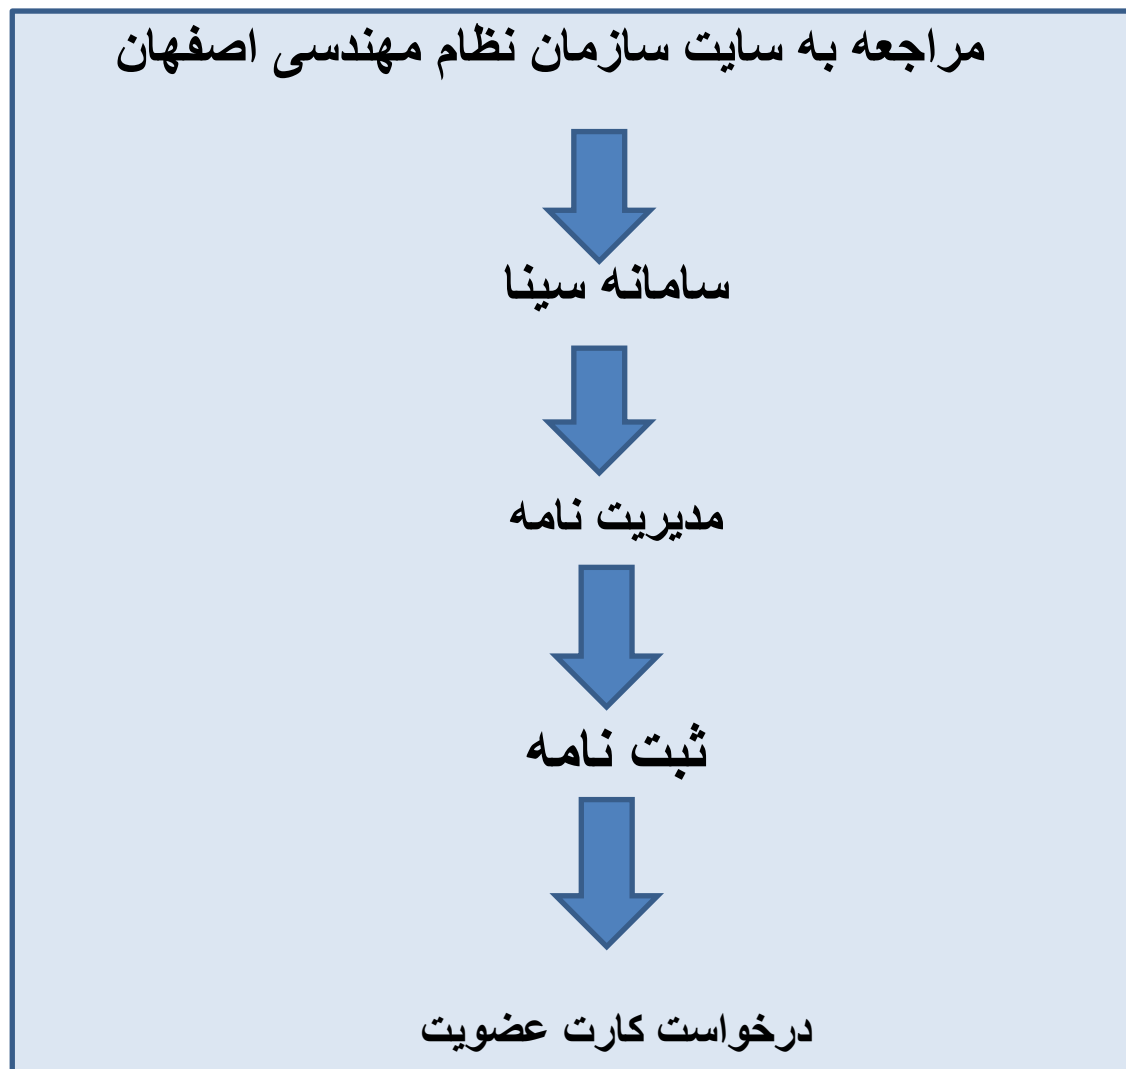 مراجعه به سایت سازمان نظام مهندسی اصفهان
سامانه سینا
مدیریت نامه
ثبت نامه
درخواست کارت عضویت